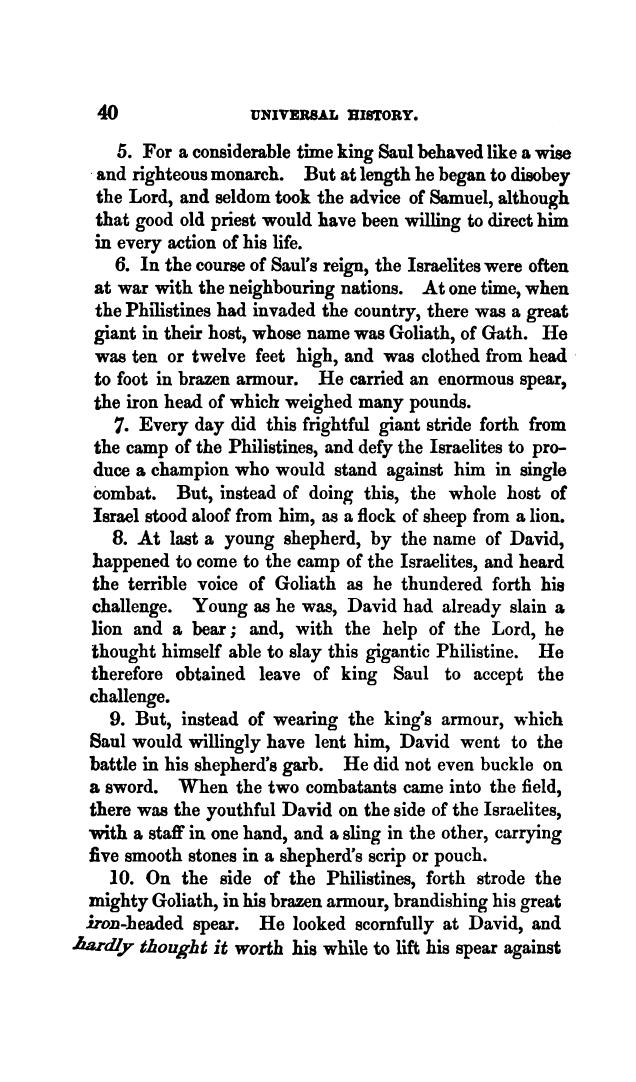 40 UNIVERSAL HISTORY.
5. For a considerable time king Saul behaved like a wise
and righteous monarch. But at length he began to disobey
the Lord, and seldom took the advice of Samuel, although
that good old priest would have been willing to direct him
in every action of his life.
6. In the course of Saul's reign, the Israelites were often
at war with the neighbouring nations. At one time, when
the Philistines had invaded the country, there was a great
giant in their host, whose name was Goliath, of Gath. He
was ten or twelve feet high, and was clothed from head
to foot in brazen armour. He carried an enormous spear,
the iron head of which weighed many pounds.
7. Every day did this frightful giant stride forth from
the camp of the Philistines, and defy the Israelites to pro-
duce a champion who would stand against him in single
combat. But, instead of doing this, the whole host of
Israel stood aloof from him, as a flock of sheep from a lion.
8. At last a young shepherd, by the name of David,
happened to come to the camp of the Israelites, and heard
the terrible voice of Goliath as he thundered forth his
challenge. Young as he was, David had already slain a
lion and a bear; and, with the help of the Lord, he
thought himself able to slay this gigantic Philistine. He
therefore obtained leave of king Saul to accept the
challenge.
9. But, instead of wearing the king's armour, which
Saul would willingly have lent him, David went to the
battle in his shepherd's garb. He did not even buckle on
a sword. When the two combatants came into the field,
there was the youthful David on the side of the Israelites,
with a staff in one hand, and a sling in the other, carrying
five smooth stones in a shepherd's scrip or pouch.
10. On the side of the Philistines, forth strode the
mighty Goliath, in his brazen armour, brandishing his great
iron-headed spear. He looked scornfully at David, and
hardly thought it worth his while to lift his spear against